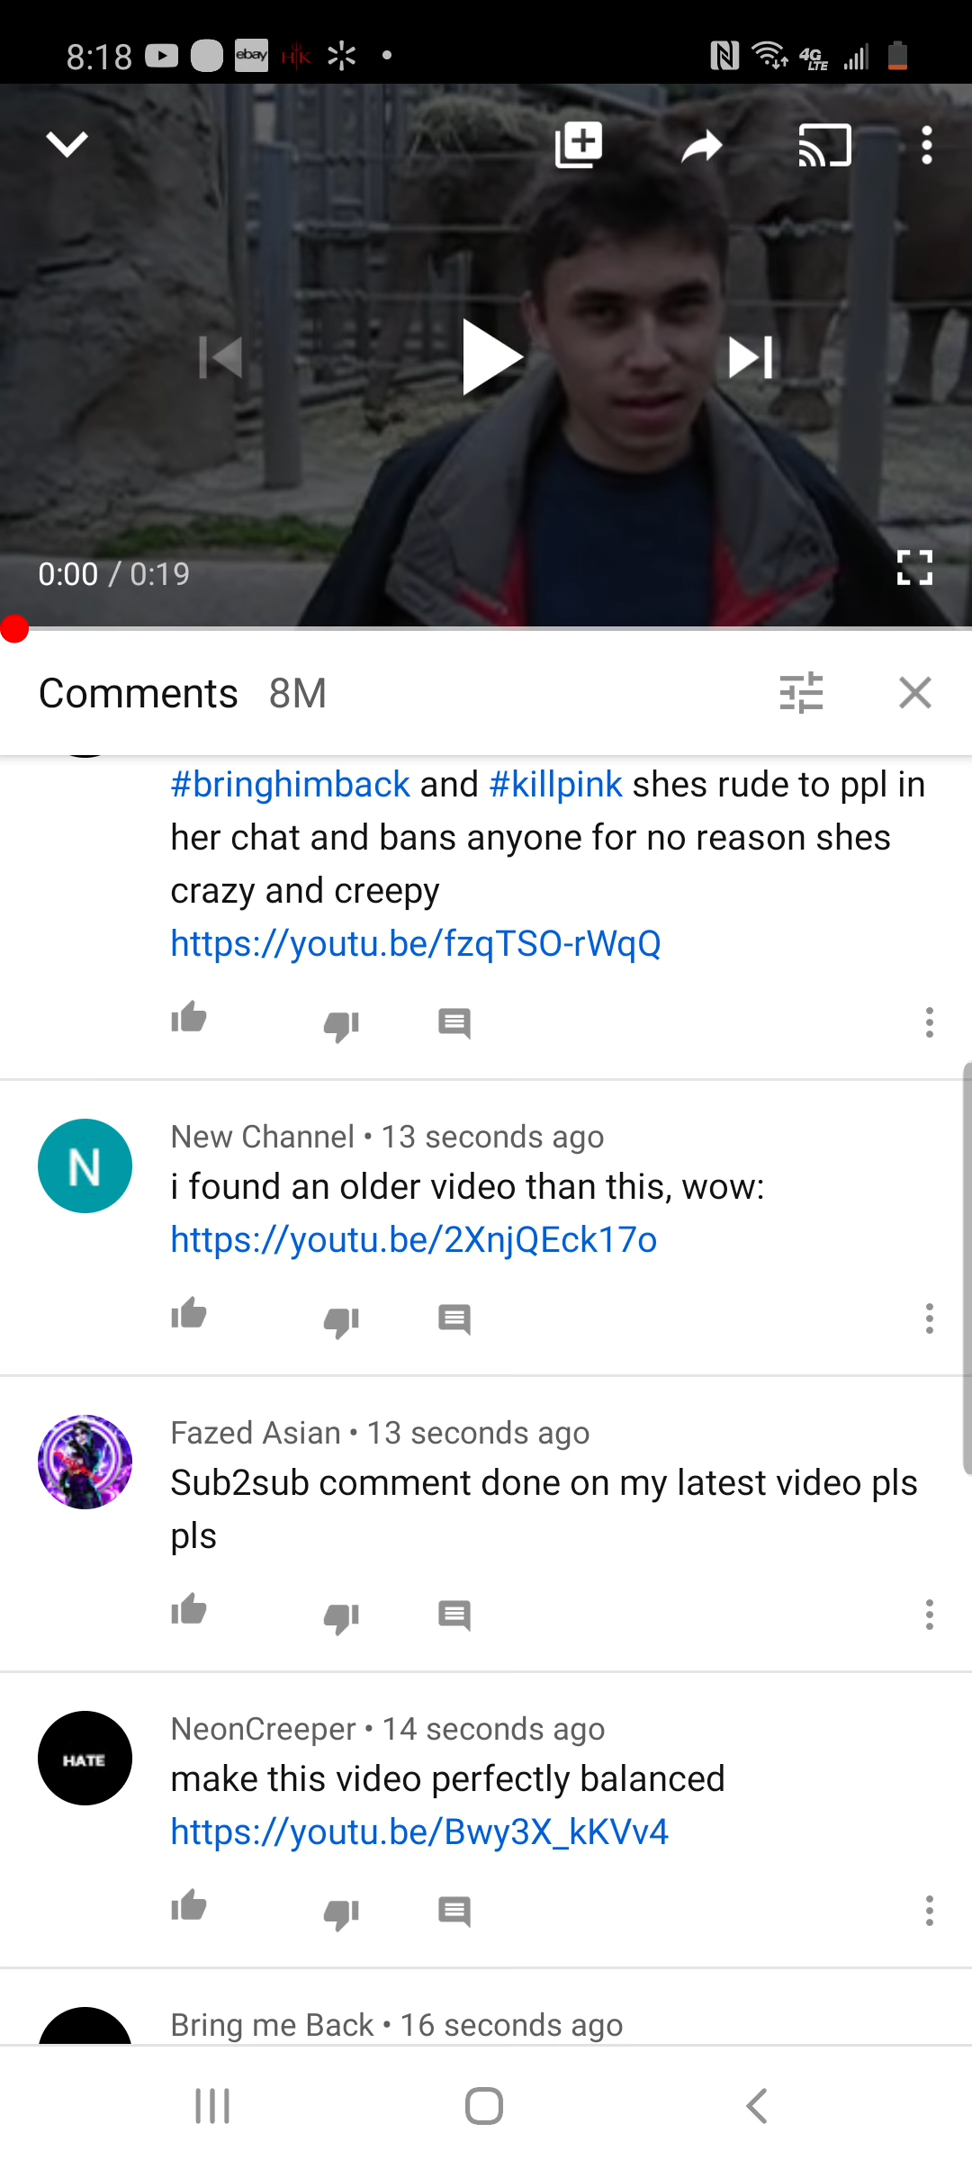 8:18 ebay HK 4G LTE
0:00 / 0:19
Comments 8M
#bringhimback and #killpink shes rude to ppl in
her chat and bans anyone for no reason shes
crazy and creepy
https://youtu.be/fzqTSO-rWqQ
N
New Channel • 13 seconds ago
i found an older video than this, wow:
https://youtu.be/2XnjQEck17o
Fazed Asian • 13 seconds ago
Sub2sub comment done on my latest video pls
pls
HATE
NeonCreeper • 14 seconds ago
make this video perfectly balanced
https://youtu.be/Bwy3X_kKVv4
Bring me Back • 16 seconds ago